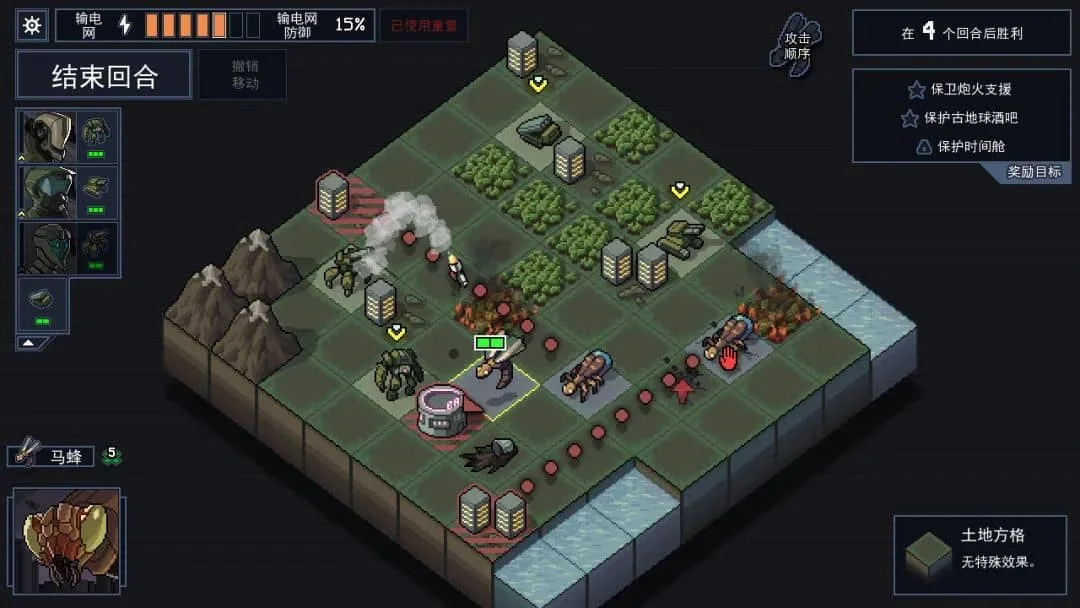 输电
网
输电网
防御
15%
已使用重置
结束回合
撤销
移动
攻击
顺序
在 4 个回合后胜利
保卫炮火支援
保护古地球酒吧
保护时间舱
奖励目标
马蜂
5
土地方格
无特殊效果。